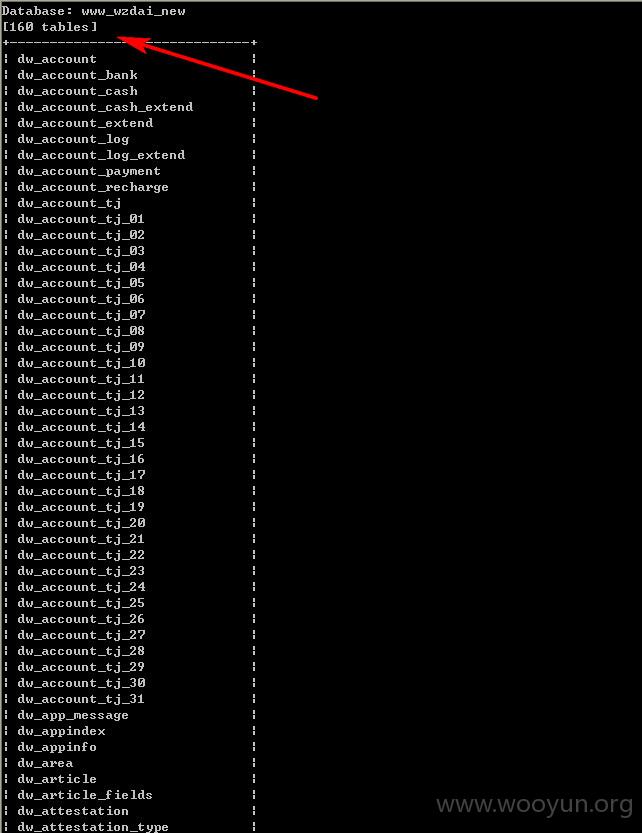 Database: www_wzdai_new
[160 tables]
+------------------------------+
| dw_account |
| dw_account_bank |
| dw_account_cash |
| dw_account_cash_extend |
| dw_account_extend |
| dw_account_log |
| dw_account_log_extend |
| dw_account_payment |
| dw_account_recharge |
| dw_account_tj |
| dw_account_tj_01 |
| dw_account_tj_02 |
| dw_account_tj_03 |
| dw_account_tj_04 |
| dw_account_tj_05 |
| dw_account_tj_06 |
| dw_account_tj_07 |
| dw_account_tj_08 |
| dw_account_tj_09 |
| dw_account_tj_10 |
| dw_account_tj_11 |
| dw_account_tj_12 |
| dw_account_tj_13 |
| dw_account_tj_14 |
| dw_account_tj_15 |
| dw_account_tj_16 |
| dw_account_tj_17 |
| dw_account_tj_18 |
| dw_account_tj_19 |
| dw_account_tj_20 |
| dw_account_tj_21 |
| dw_account_tj_22 |
| dw_account_tj_23 |
| dw_account_tj_24 |
| dw_account_tj_25 |
| dw_account_tj_26 |
| dw_account_tj_27 |
| dw_account_tj_28 |
| dw_account_tj_29 |
| dw_account_tj_30 |
| dw_account_tj_31 |
| dw_app_message |
| dw_appindex |
| dw_appinfo |
| dw_area |
| dw_article |
| dw_article_fields |
| dw_attestation |
| dw_attestation_type |
www.wooyun.org